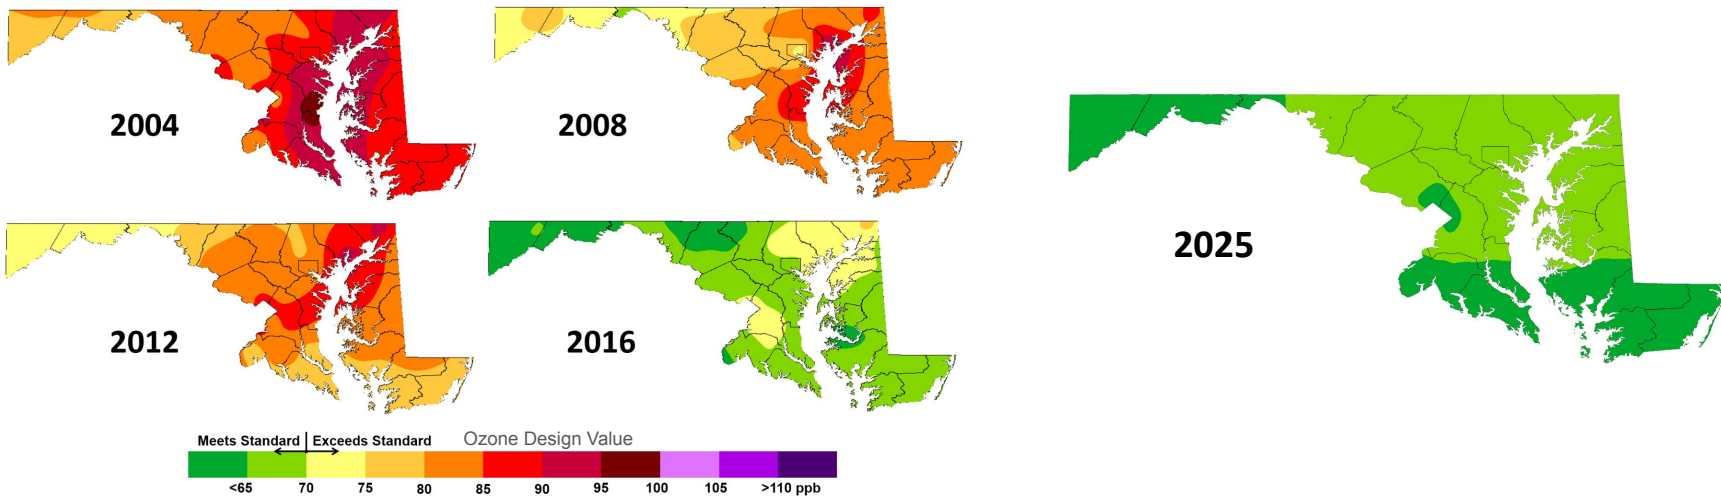 2004
2008
2025
2012
2016
Meets Standard | Exceeds Standard
Ozone Design Value
<65 70 75 80 85 90 95 100 105 >110 ppb